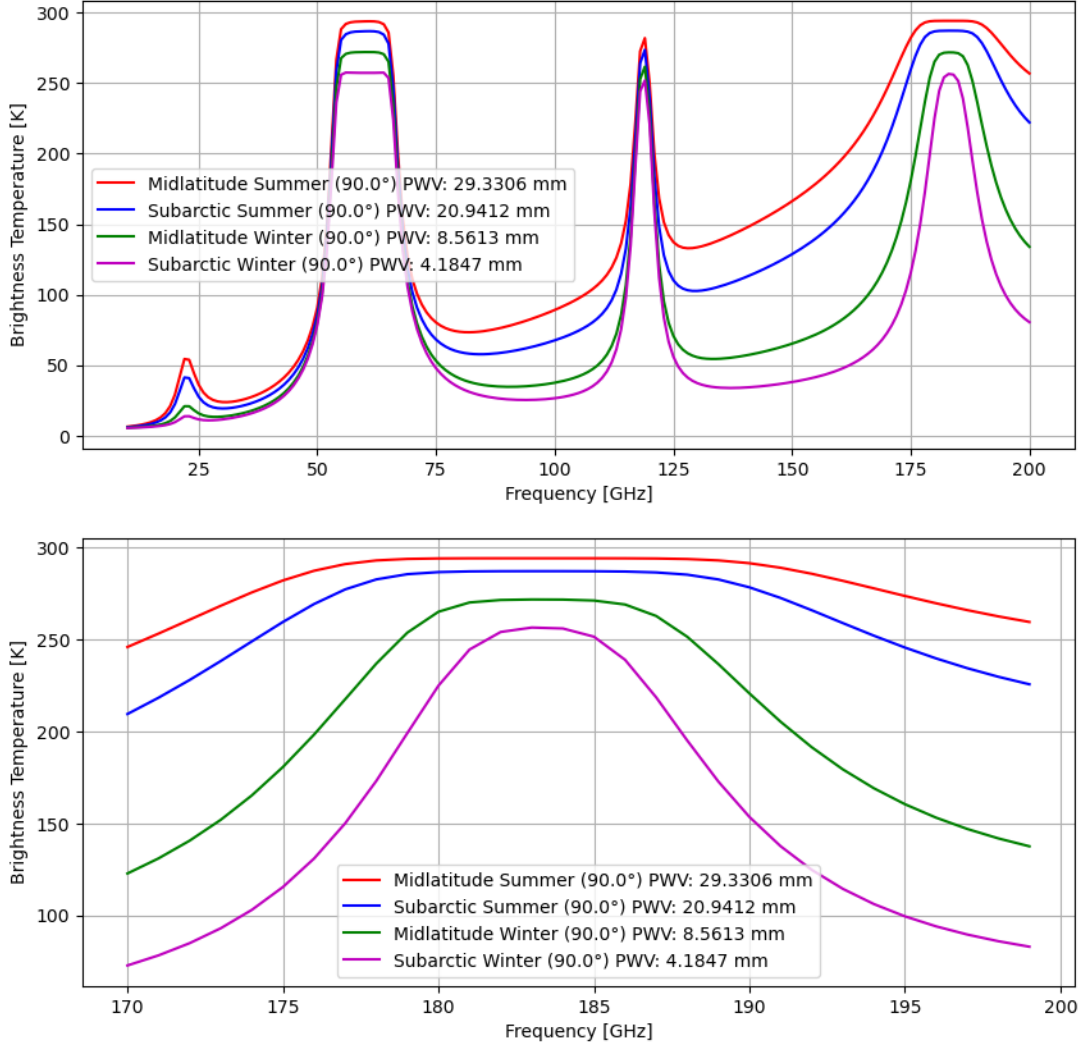 300
250
200
150
100
50
0
Brightness Temperature [K]
Midlatitude Summer (90.0°) PWV: 29.3306 mm
Subarctic Summer (90.0°) PWV: 20.9412 mm
Midlatitude Winter (90.0°) PWV: 8.5613 mm
Subarctic Winter (90.0°) PWV: 4.1847 mm
25 50 75 100 125 150 175 200
Frequency [GHz]
300
250
200
150
100
Brightness Temperature [K]
Midlatitude Summer (90.0°) PWV: 29.3306 mm
Subarctic Summer (90.0°) PWV: 20.9412 mm
Midlatitude Winter (90.0°) PWV: 8.5613 mm
Subarctic Winter (90.0°) PWV: 4.1847 mm
170 175 180 185 190 195 200
Frequency [GHz]